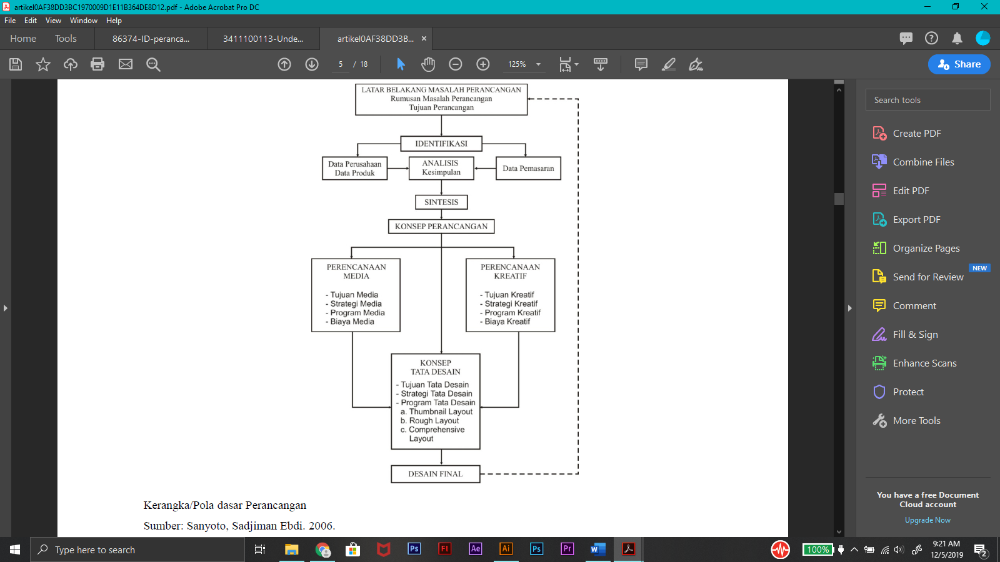 artikel0AF38DD3BC1970009D1E11B364DE8D12.pdf - Adobe Acrobat Pro DC
File Edit View Window Help
Home Tools 86374-ID-peranca... 3411100113-Unde... artikel0AF38DD3B... ×
5 / 18 125% Share
LATAR BELAKANG MASALAH PERANCANGAN
Rumusan Masalah Perancangan
Tujuan Perancangan
IDENTIFIKASI
Data Perusahaan
Data Produk
ANALISIS
Kesimpulan
Data Pemasaran
SINTESIS
KONSEP PERANCANGAN
PERENCANAAN
MEDIA
- Tujuan Media
- Strategi Media
- Program Media
- Biaya Media
PERENCANAAN
KREATIF
- Tujuan Kreatif
- Strategi Kreatif
- Program Kreatif
- Biaya Kreatif
KONSEP
TATA DESAIN
- Tujuan Tata Desain
- Strategi Tata Desain
- Program Tata Desain
a. Thumbnail Layout
b. Rough Layout
c. Comprehensive
Layout
DESAIN FINAL
Kerangka/Pola dasar Perancangan
Sumber: Sanyoto, Sadjiman Ebdi. 2006.
Search tools
Create PDF
Combine Files
Edit PDF
Export PDF
Organize Pages
NEW
Send for Review
Comment
Fill & Sign
Enhance Scans
Protect
More Tools
You have a free Document
Cloud account
Upgrade Now
Type here to search
Ps Fl Ae Ai Ps Pr W
100%
9:21 AM
12/5/2019
2